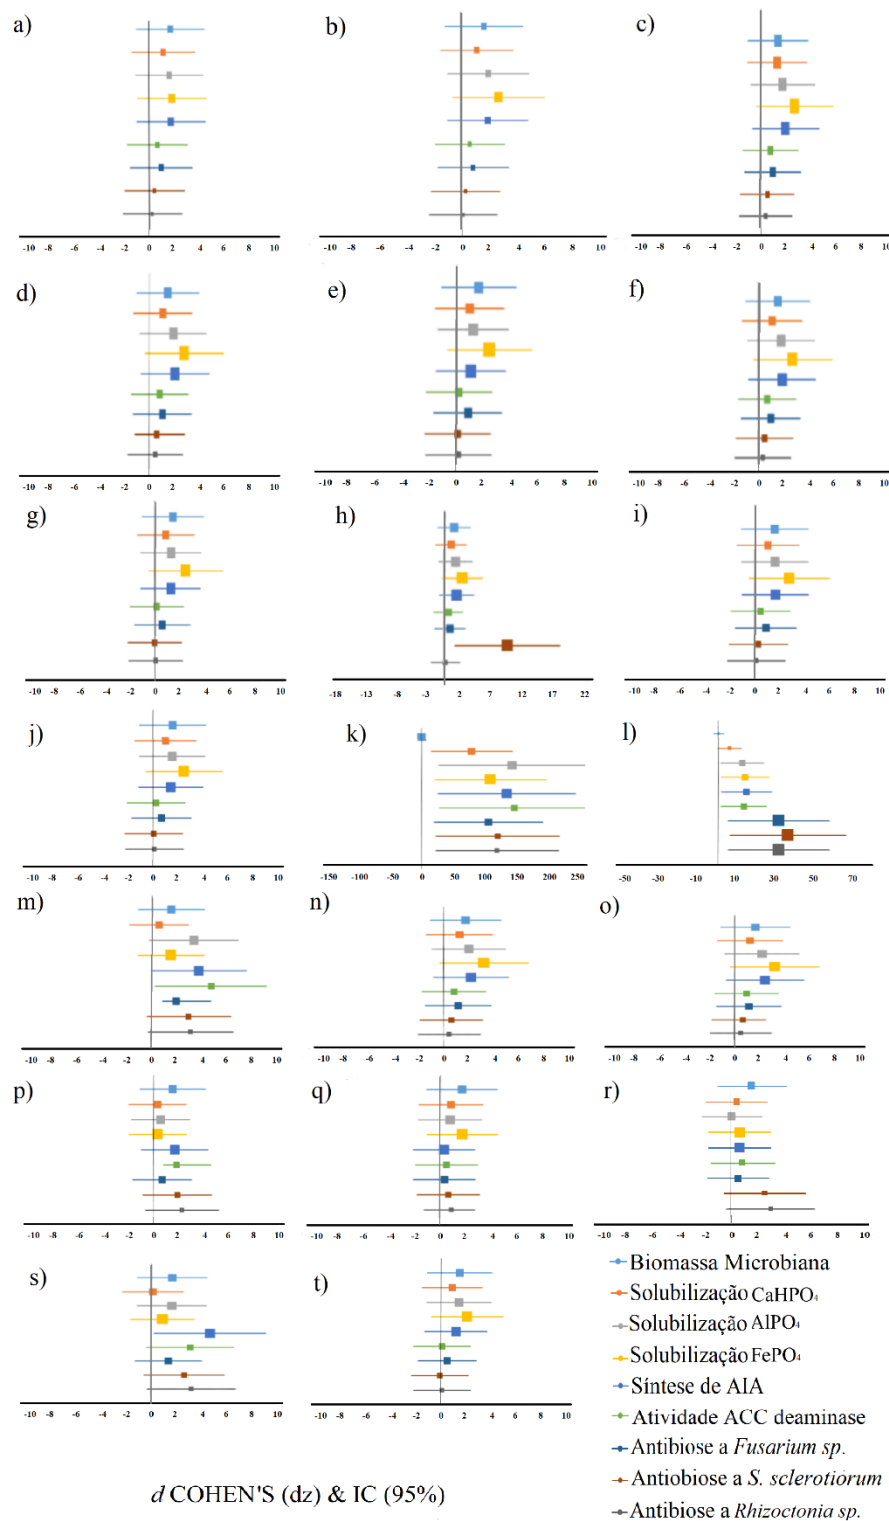 a)
b)
c)
-10 -8 -6 -4 -2 0 2 4 6 8 10
-10 -8 -6 -4 -2 0 2 4 6 8 10
-10 -8 -6 -4 -2 0 2 4 6 8 10
d)
e)
f)
-10 -8 -6 -4 -2 0 2 4 6 8 10
-10 -8 -6 -4 -2 0 2 4 6 8 10
-10 -8 -6 -4 -2 0 2 4 6 8 10
g)
h)
i)
-10 -8 -6 -4 -2 0 2 4 6 8 10
-18 -13 -8 -3 2 7 12 17 22
-10 -8 -6 -4 -2 0 2 4 6 8 10
j)
k)
l)
-10 -8 -6 -4 -2 0 2 4 6 8 10
-150 -100 -50 0 50 100 150 200 250
-50 -30 -10 10 30 50 70
m)
n)
o)
-10 -8 -6 -4 -2 0 2 4 6 8 10
-10 -8 -6 -4 -2 0 2 4 6 8 10
-10 -8 -6 -4 -2 0 2 4 6 8 10
p)
q)
r)
-10 -8 -6 -4 -2 0 2 4 6 8 10
-10 -8 -6 -4 -2 0 2 4 6 8 10
-10 -8 -6 -4 -2 0 2 4 6 8 10
s)
t)
-10 -8 -6 -4 -2 0 2 4 6 8 10
-10 -8 -6 -4 -2 0 2 4 6 8 10
Biomassa Microbiana
Solubilização CaHPO₄
Solubilização AlPO₄
Solubilização FePO₄
Síntese de AIA
Atividade ACC deaminase
Antibiose a Fusarium sp.
Antiobiose a S. sclerotiorum
Antibiose a Rhizoctonia sp.
d COHEN'S (dz) & IC (95%)